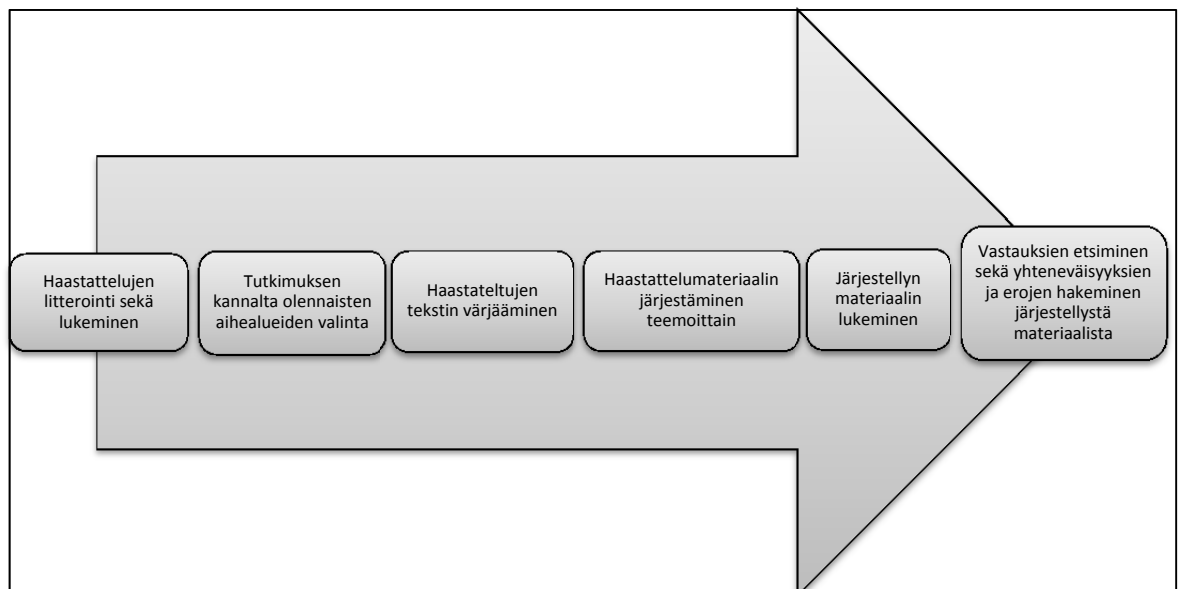 Haastattelujen
litterointi sekä
lukeminen
Tutkimuksen
kannalta olennaisten
aihealueiden valinta
Haastateltujen
tekstin värjääminen
Haastattelumateriaalin
järjestäminen
teemoittain
Järjestellyn
materiaalin
lukeminen
Vastauksien etsiminen
sekä yhteneväisyyksien
ja erojen hakeminen
järjestellystä
materiaalista